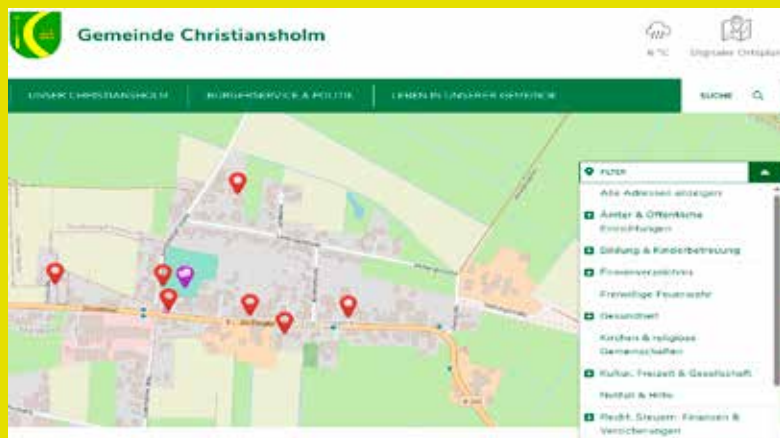 Gemeinde Christiansholm
6 °C
Digitaler Ortsplan
UNSER CHRISTIANSHOLM
BÜRGERSERVICE & POLITIK
LEBEN IN UNSERER GEMEINDE
SUCHE
FILTER
Alle Adressen anzeigen
Ämter & Öffentliche
Einrichtungen
Bildung & Kinderbetreuung
Firmenverzeichnis
Freiwillige Feuerwehr
Gesundheit
Kirchen & religiöse
Gemeinschaften
Kultur, Freizeit & Gesellschaft
Notfall & Hilfe
Recht, Steuern, Finanzen &
Versicherungen